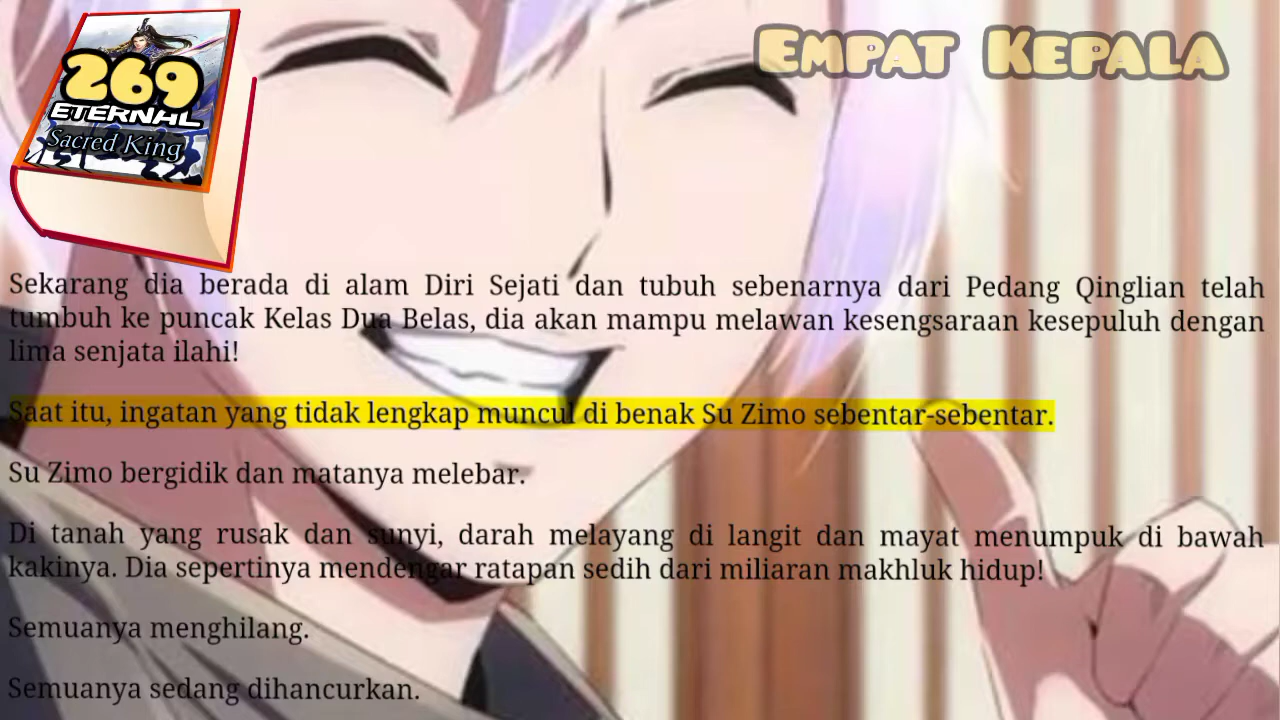 269
ETERNAL
Sacred King
EMPAT KEPALA
Sekarang dia berada di alam Diri Sejati dan tubuh sebenarnya dari Pedang Qinglian telah
tumbuh ke puncak Kelas Dua Belas, dia akan mampu melawan kesengsaraan kesepuluh dengan
lima senjata ilahi!
Saat itu, ingatan yang tidak lengkap muncul di benak Su Zimo sebentar-sebentar.
Su Zimo bergidik dan matanya melebar.
Di tanah yang rusak dan sunyi, darah melayang di langit dan mayat menumpuk di bawah
kakinya. Dia sepertinya mendengar ratapan sedih dari miliaran makhluk hidup!
Semuanya menghilang.
Semuanya sedang dihancurkan.